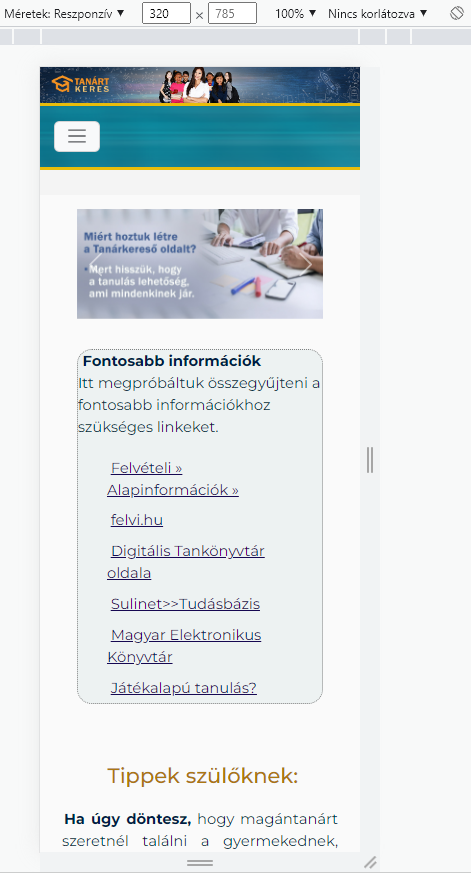 Méretek: Reszponzív ▼ 320 × 785 100% ▼ Nincs korlátozva ▼
TANÁRT
KERES
Miért hoztuk létre
a Tanárkereső oldalt?
•Mert hisszük, hogy
a tanulás lehetőség,
ami mindenkinek jár.
Fontosabb információk
Itt megpróbáltuk összegyűjteni a
fontosabb információkhoz
szükséges linkeket.
Felvételi »
Alapinformációk »
felvi.hu
Digitális Tankönyvtár
oldala
Sulinet>>Tudásbázis
Magyar Elektronikus
Könyvtár
Játékalapú tanulás?
Tippek szülőknek:
Ha úgy döntesz, hogy magántanárt
szeretnél találni a gyermekednek,